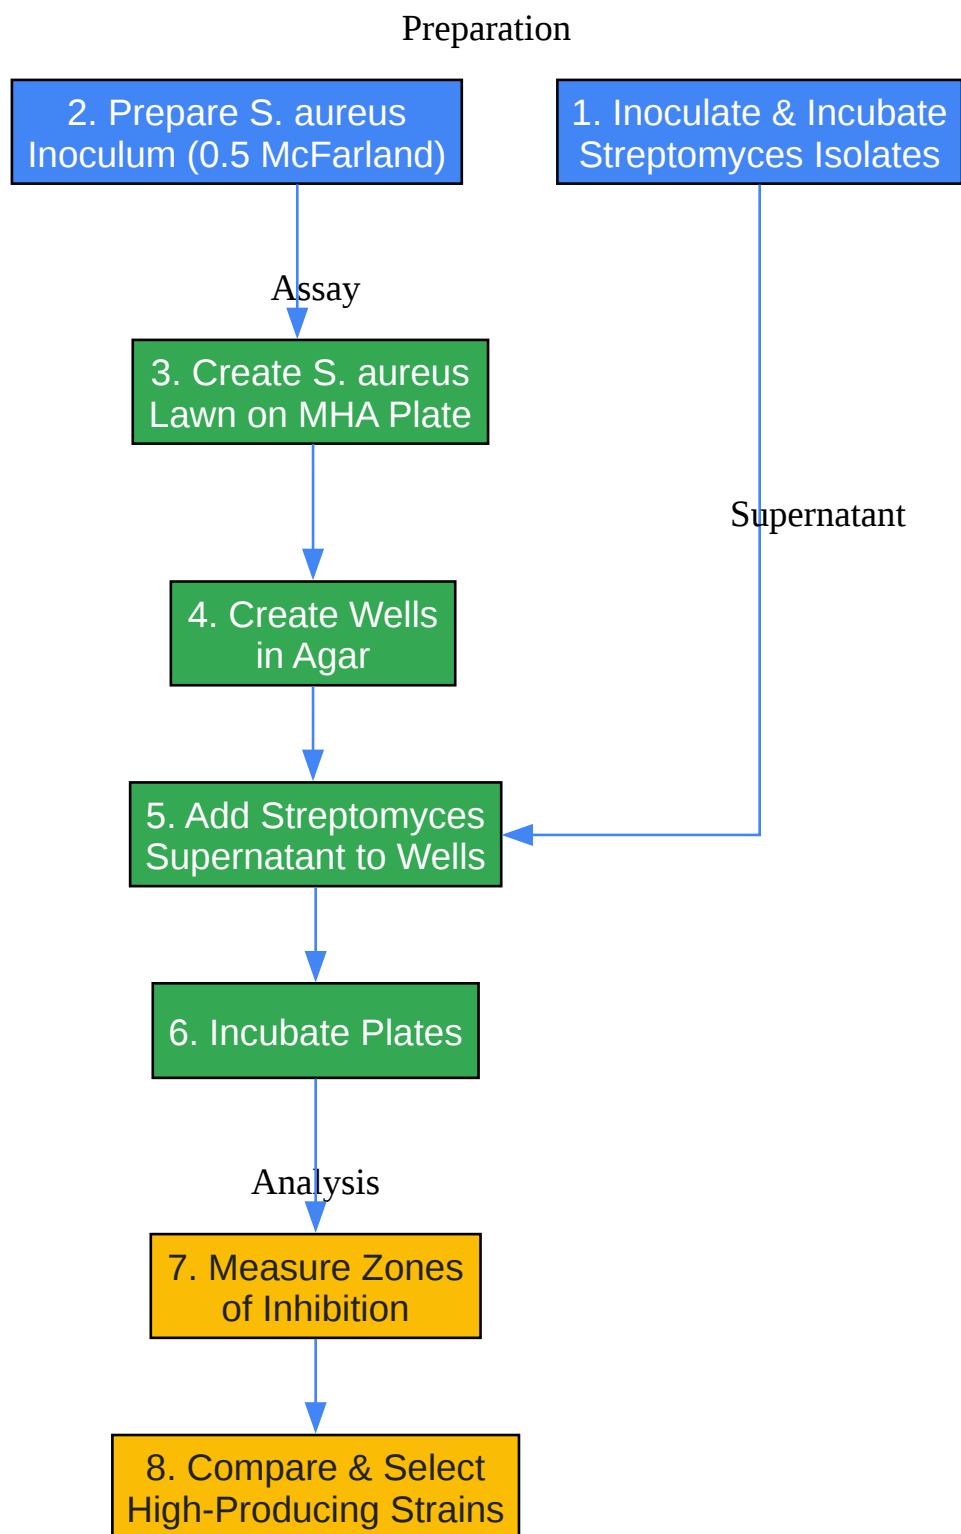 Preparation
2. Prepare S. aureus
Inoculum (0.5 McFarland)
1. Inoculate & Incubate
Streptomyces Isolates
Assay
3. Create S. aureus
Lawn on MHA Plate
Supernatant
4. Create Wells
in Agar
5. Add Streptomyces
Supernatant to Wells
6. Incubate Plates
Analysis
7. Measure Zones
of Inhibition
8. Compare & Select
High-Producing Strains